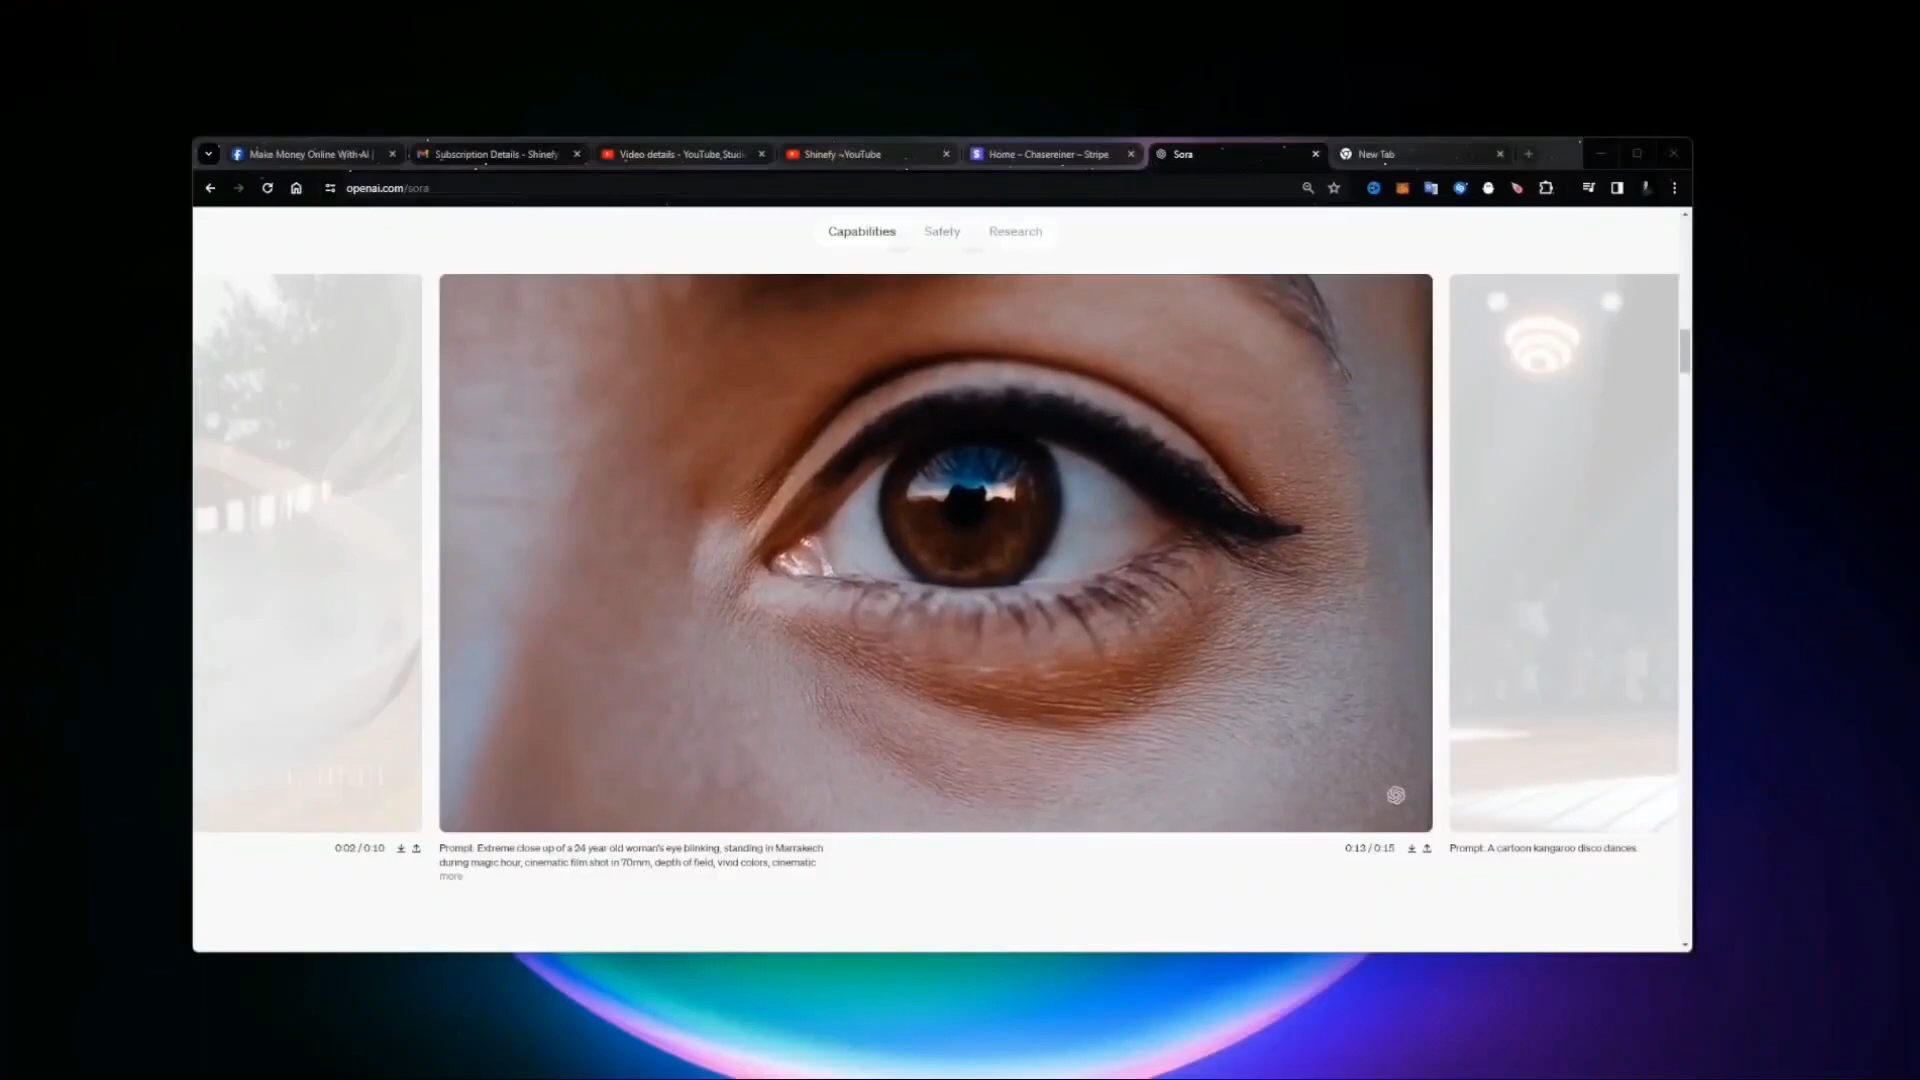 Make Money Online With AI |
Subscription Details - Shinefy
Video details - YouTube Studi
Shinefy - YouTube
Home – Chasereiner – Stripe
Sora
New Tab
openai.com/sora
Capabilities
Safety
Research
0:02 / 0:10
Prompt: Extreme close up of a 24 year old woman's eye blinking, standing in Marrakech
during magic hour, cinematic film shot in 70mm, depth of field, vivid colors, cinematic
more
0:13 / 0:15
Prompt: A cartoon kangaroo disco dances.